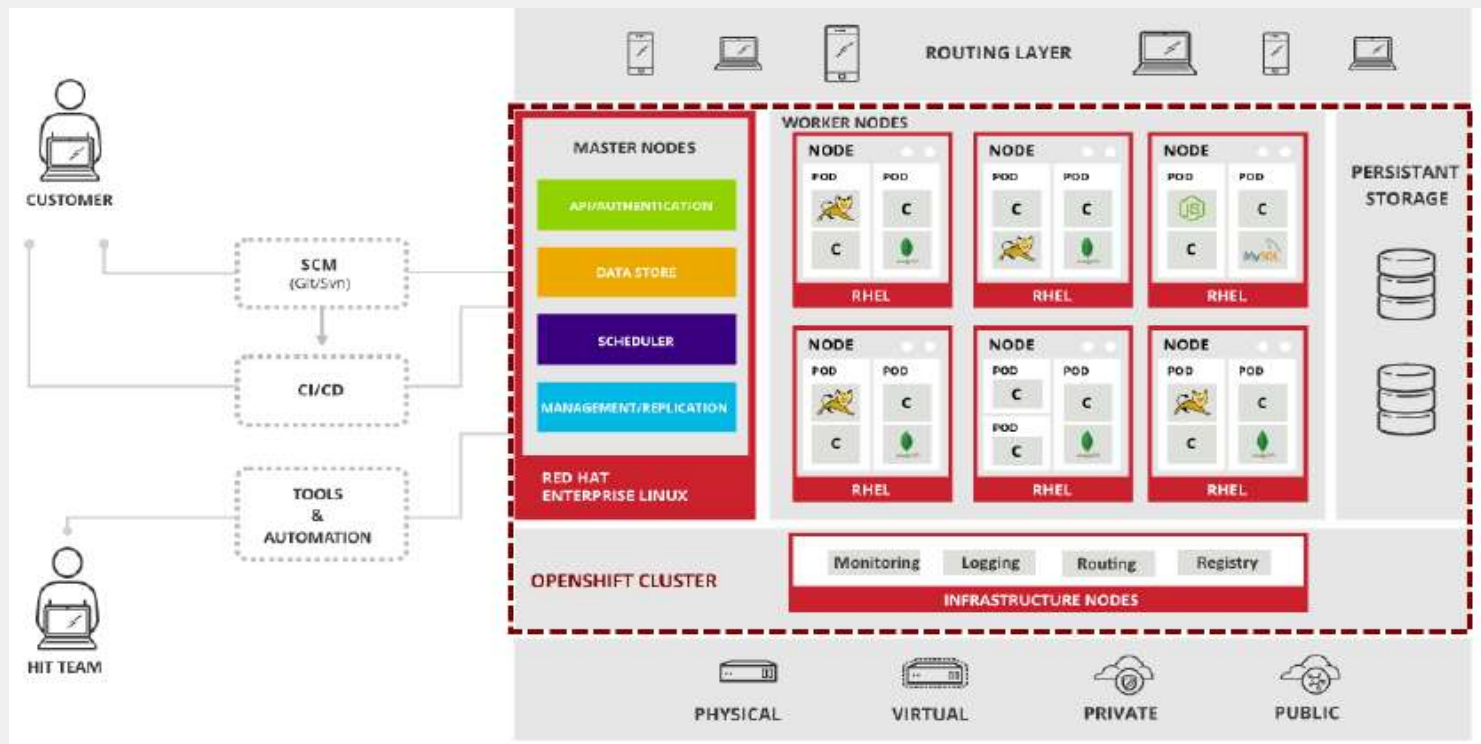 ROUTING LAYER
CUSTOMER
SCM
(Git/Svn)
CI/CD
TOOLS
&
AUTOMATION
HIT TEAM
MASTER NODES
API/AUTHENTICATION
DATA STORE
SCHEDULER
MANAGEMENT/REPLICATION
RED HAT
ENTERPRISE LINUX
WORKER NODES
NODE
POD POD
C
C
RHEL
NODE
POD POD
C C
RHEL
NODE
POD POD
JS C
C MySQL
RHEL
NODE
POD POD
C
C
RHEL
NODE
POD POD
C C
POD
C
RHEL
NODE
POD POD
C
C
RHEL
PERSISTANT
STORAGE
OPENSHIFT CLUSTER
Monitoring Logging Routing Registry
INFRASTRUCTURE NODES
PHYSICAL VIRTUAL PRIVATE PUBLIC